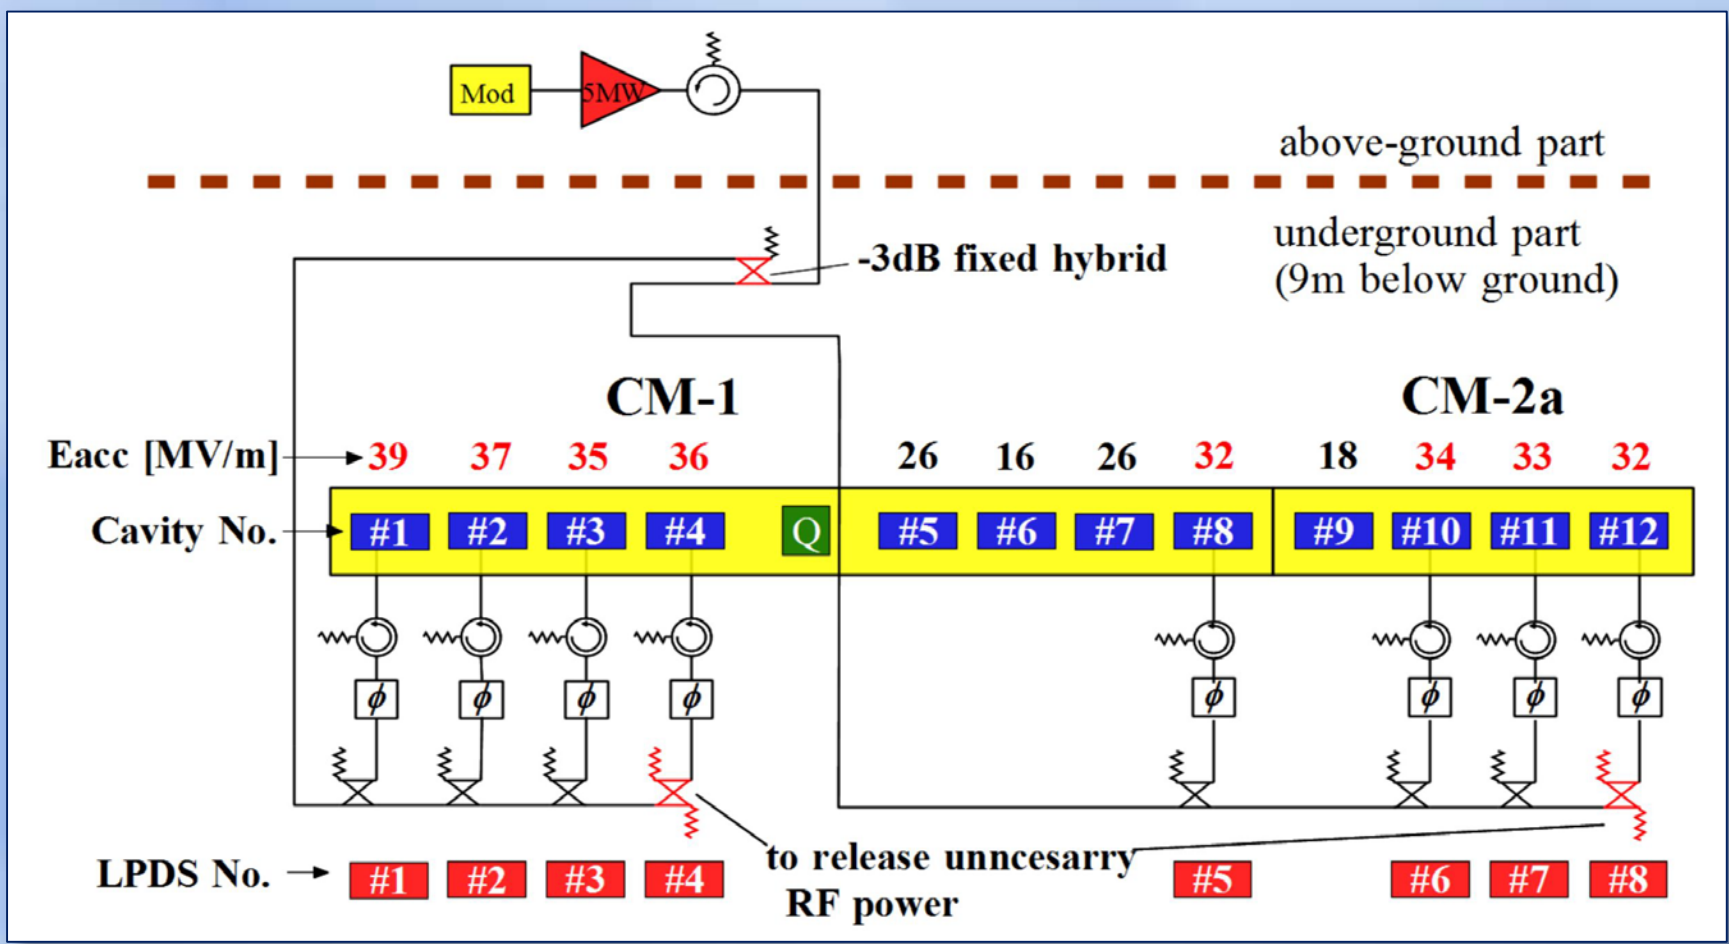 Mod 5MW
above-ground part
underground part
(9m below ground)
-3dB fixed hybrid
CM-1 CM-2a
Eacc [MV/m] 39 37 35 36 26 16 26 32 18 34 33 32
Cavity No. #1 #2 #3 #4 Q #5 #6 #7 #8 #9 #10 #11 #12
ϕ ϕ ϕ ϕ ϕ ϕ ϕ ϕ
to release unncesarry
RF power
LPDS No. #1 #2 #3 #4 #5 #6 #7 #8